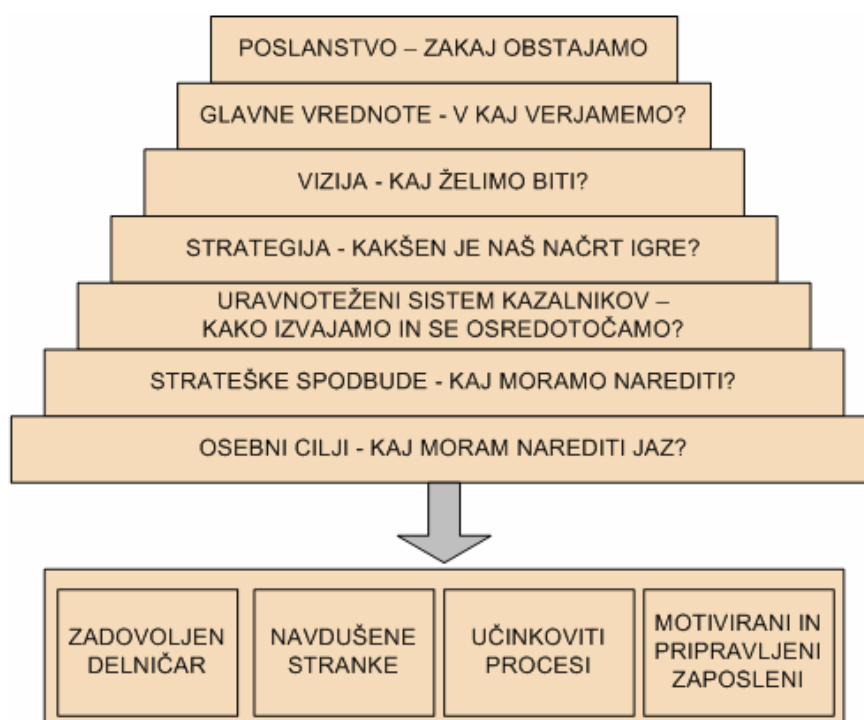 POSLANSTVO – ZAKAJ OBSTAJAMO
GLAVNE VREDNOTE - V KAJ VERJAMEMO?
VIZIJA - KAJ ŽELIMO BITI?
STRATEGIJA - KAKŠEN JE NAŠ NAČRT IGRE?
URAVNOTEŽENI SISTEM KAZALNIKOV –
KAKO IZVAJAMO IN SE OSREDOTOČAMO?
STRATEŠKE SPODBUDE - KAJ MORAMO NAREDITI?
OSEBNI CILJI - KAJ MORAM NAREDITI JAZ?
ZADOVOLJEN
DELNIČAR
NAVDUŠENE
STRANKE
UČINKOVITI
PROCESI
MOTIVIRANI IN
PRIPRAVLJENI
ZAPOSLENI